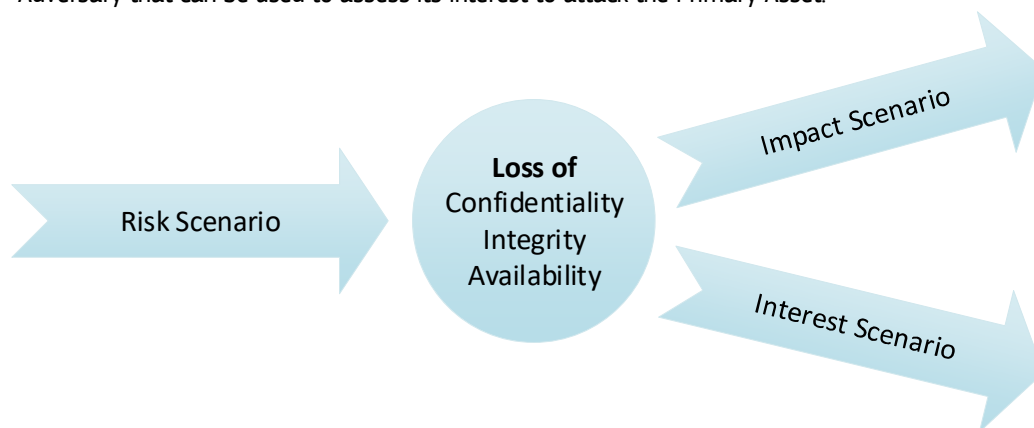 Adversary that can be used to assess its interest to attack the Primary Asset.
Impact Scenario
Loss of
Confidentiality
Risk Scenario
Integrity
Availability
Interest Scenario